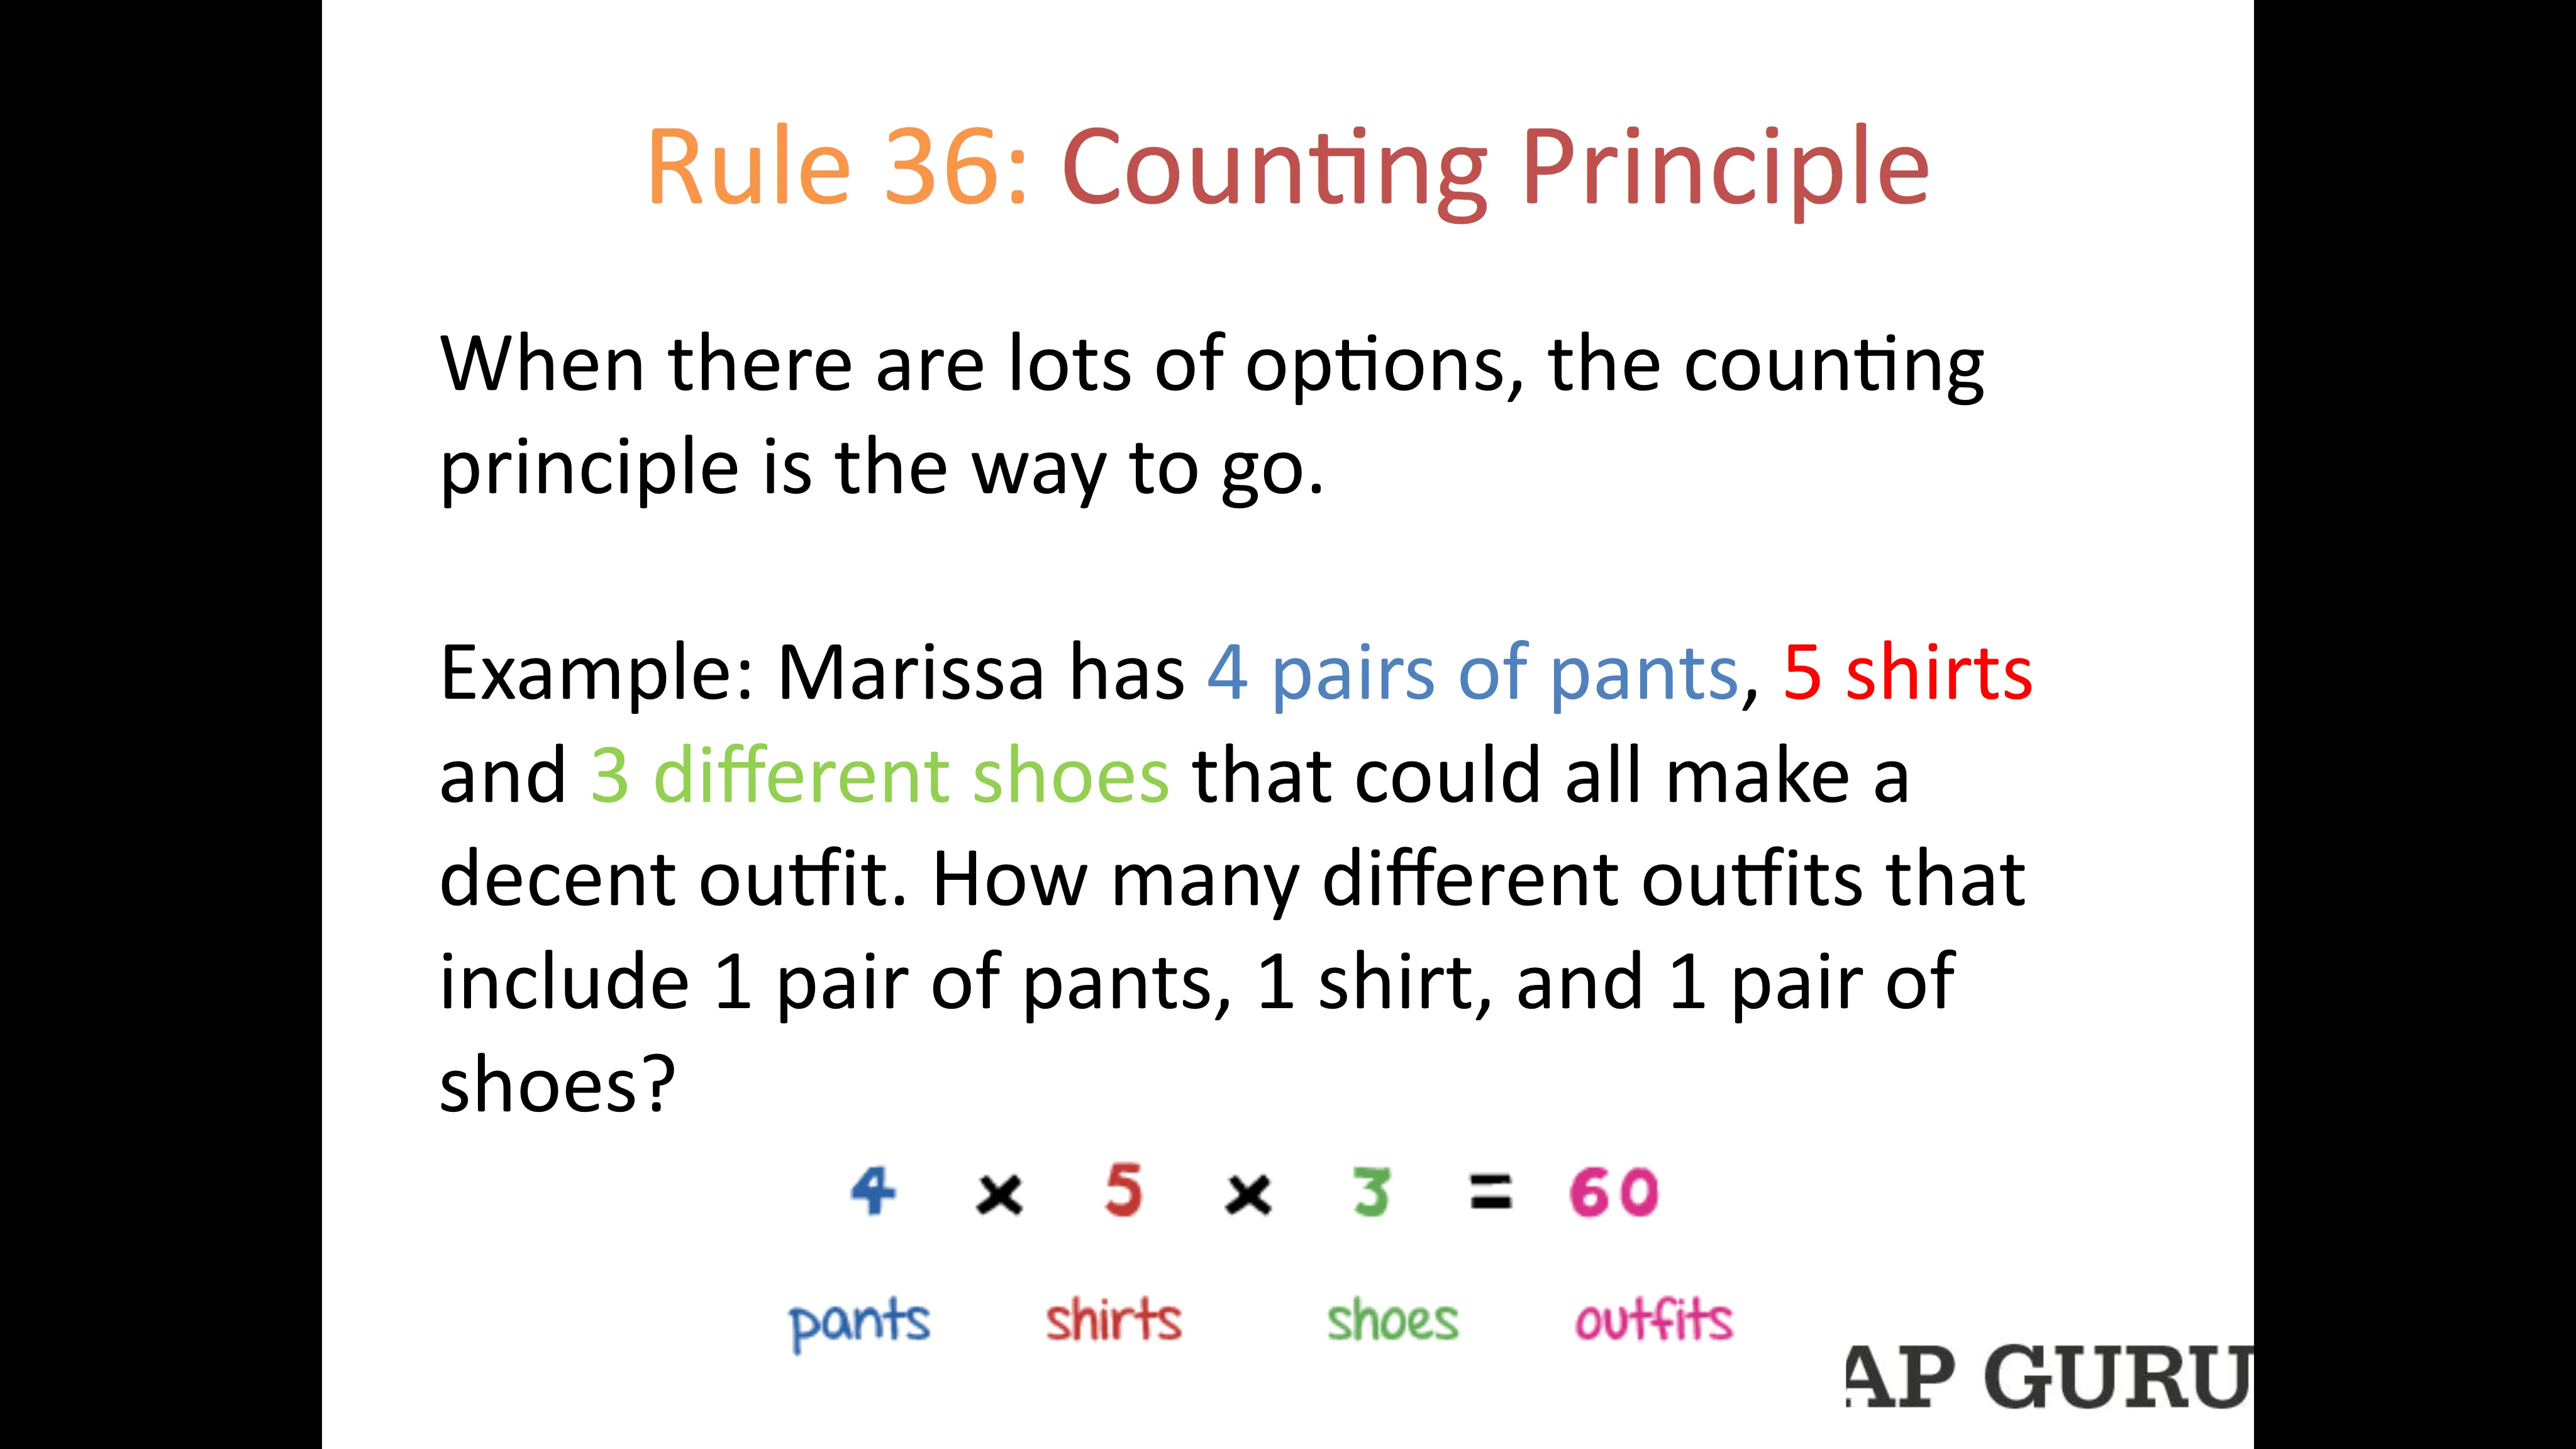 Rule 36: Counting Principle
When there are lots of options, the counting
principle is the way to go.
Example: Marissa has 4 pairs of pants, 5 shirts
and 3 different shoes that could all make a
decent outfit. How many different outfits that
include 1 pair of pants, 1 shirt, and 1 pair of
shoes?
4 × 5 × 3 = 60
pants shirts shoes outfits
AP GURU